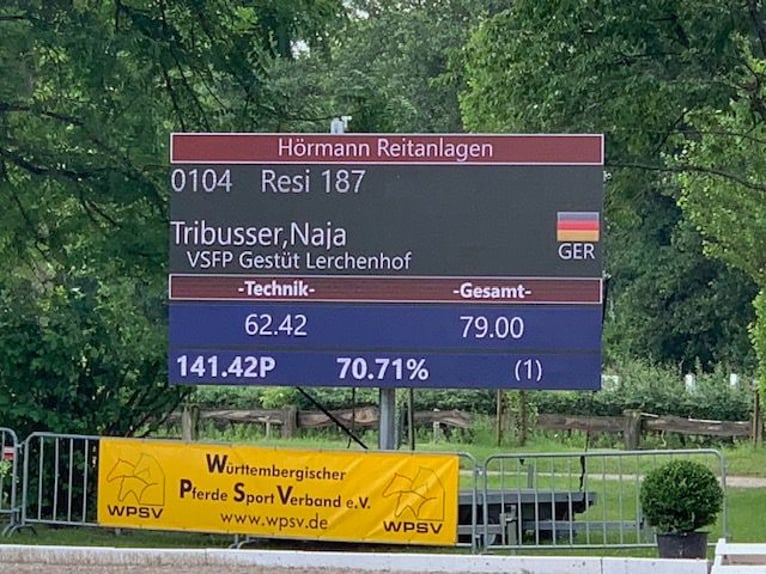 Hörmann Reitanlagen
0104 Resi 187
Tribusser,Naja
VSFP Gestüt Lerchenhof
GER
-Technik- -Gesamt-
62.42 79.00
141.42P 70.71% (1)
Württembergischer
Pferde Sport Verband e.V.
www.wpsv.de
WPSV
WPSV